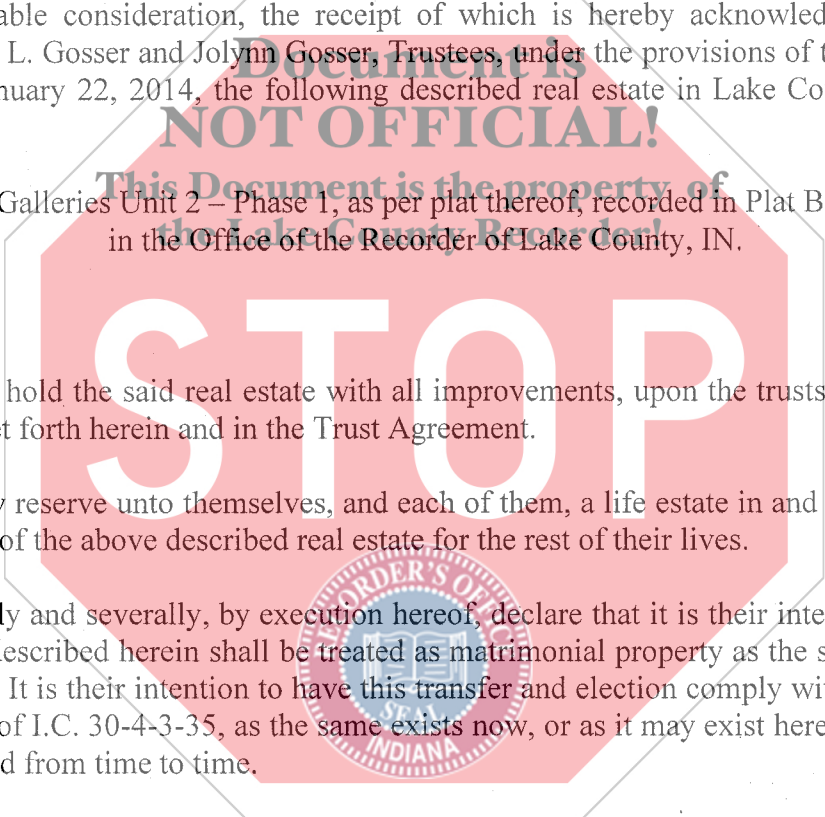 able consideration, the receipt of which is hereby acknowled
L. Gosser and Jolynn Gosser, Trustees, under the provisions of t
Document is
nuary 22, 2014, the following described real estate in Lake Co
NOT OFFICIAL!
This Document is the property of
Galleries Unit 2 – Phase 1, as per plat thereof, recorded in Plat B
the Lake County Recorder!
in the Office of the Recorder of Lake County, IN.
STOP
hold the said real estate with all improvements, upon the trusts
t forth herein and in the Trust Agreement.
y reserve unto themselves, and each of them, a life estate in and
of the above described real estate for the rest of their lives.
RECORDER'S OFFICE
ly and severally, by execution hereof, declare that it is their inte
described herein shall be treated as matrimonial property as the s
It is their intention to have this transfer and election comply wi
SEAL
of I.C. 30-4-3-35, as the same exists now, or as it may exist here
INDIANA
d from time to time.